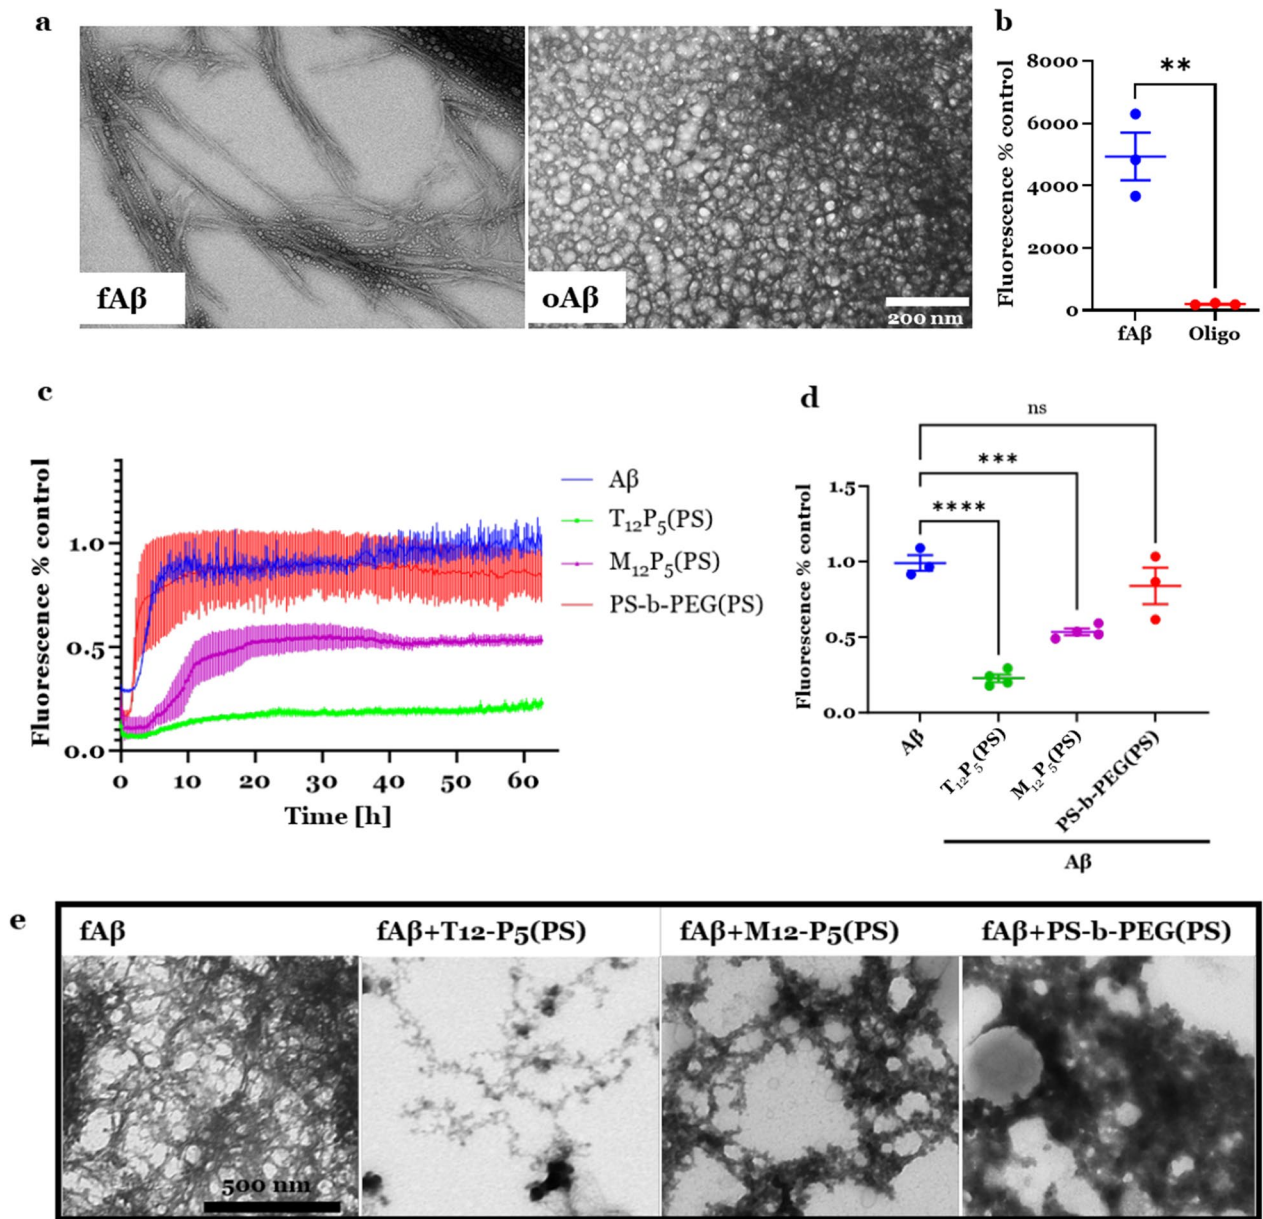 a
fAβ
oAβ
200 nm
b
Fluorescence % control
8000
6000
4000
2000
0
**
fAβ
Oligo
c
Fluorescence % control
1.0
0.5
0.0
0 10 20 30 40 50 60
Time [h]
Aβ
T₁₂P₅(PS)
M₁₂P₅(PS)
PS-b-PEG(PS)
d
Fluorescence % control
1.5
1.0
0.5
0.0
ns
***
****
Aβ
T₁₂P₅(PS)
M₁₂P₅(PS)
PS-b-PEG(PS)
Aβ
e
fAβ
fAβ+T12-P5(PS)
fAβ+M12-P5(PS)
fAβ+PS-b-PEG(PS)
500 nm